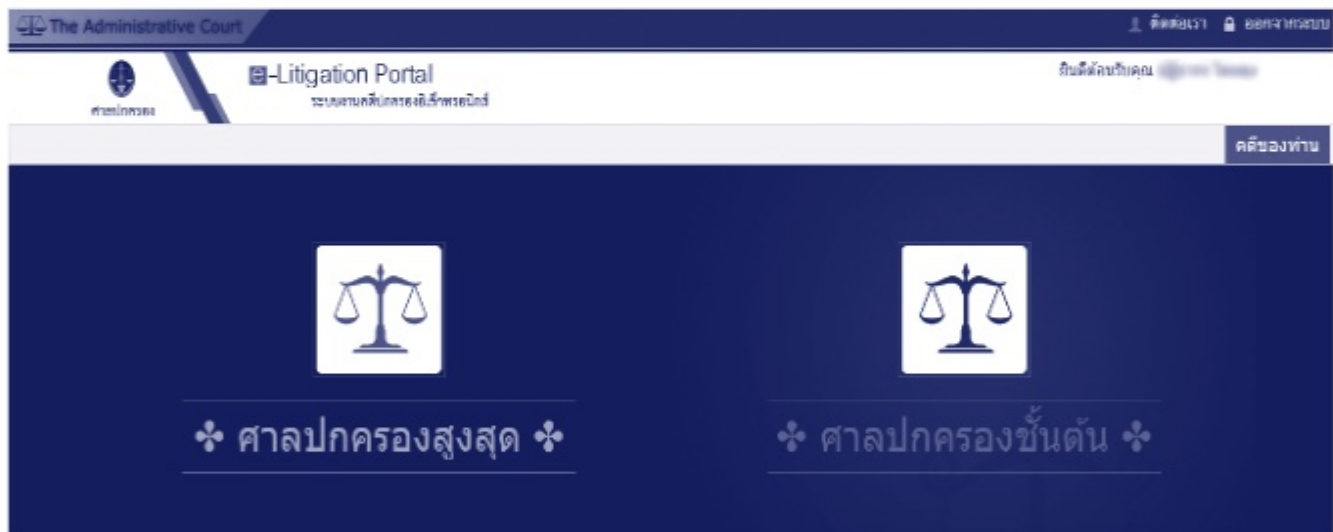 The Administrative Court
ติดต่อเรา ออกจากระบบ
e-Litigation Portal
ระบบงานคดีปกครองอิเล็กทรอนิกส์
ศาลปกครอง
ยินดีต้อนรับคุณ
คดีของท่าน
ศาลปกครองสูงสุด
ศาลปกครองชั้นต้น